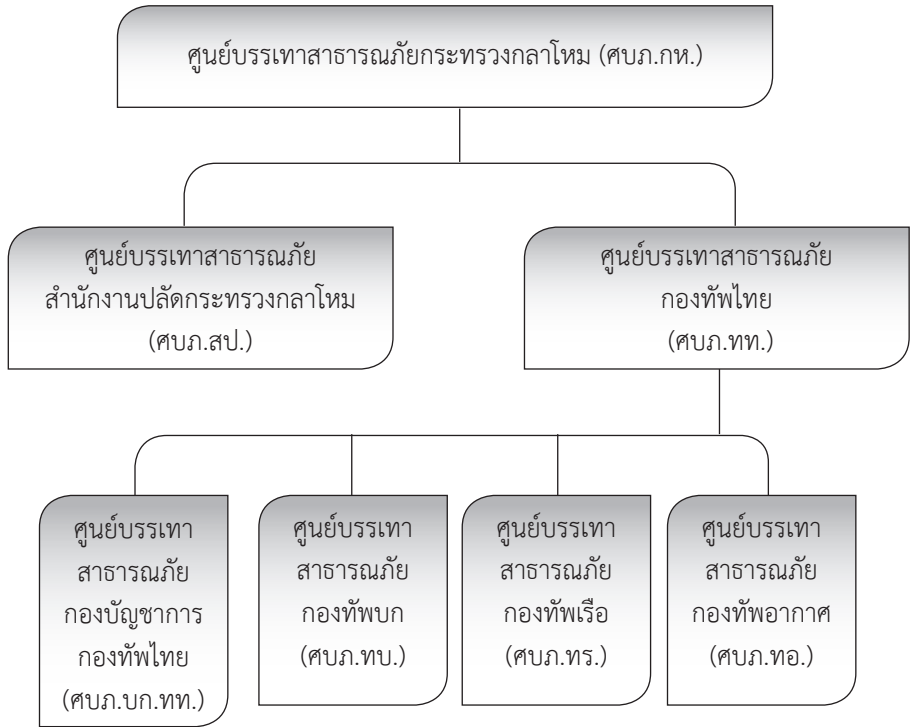 ศูนย์บรรเทาสาธารณภัยกระทรวงกลาโหม (ศบภ.กห.)
ศูนย์บรรเทาสาธารณภัย
สำนักงานปลัดกระทรวงกลาโหม
(ศบภ.สป.)
ศูนย์บรรเทาสาธารณภัย
กองทัพไทย
(ศบภ.ทท.)
ศูนย์บรรเทา
สาธารณภัย
กองบัญชาการ
กองทัพไทย
(ศบภ.บก.ทท.)
ศูนย์บรรเทา
สาธารณภัย
กองทัพบก
(ศบภ.ทบ.)
ศูนย์บรรเทา
สาธารณภัย
กองทัพเรือ
(ศบภ.ทร.)
ศูนย์บรรเทา
สาธารณภัย
กองทัพอากาศ
(ศบภ.ทอ.)